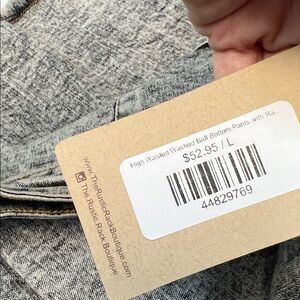 High Waisted Washed Bell Bottom Pants with Ra...
$52.95 / L
44829769
www.TheRusticRackBoutique.com
The.Rustic.Rack.Boutique